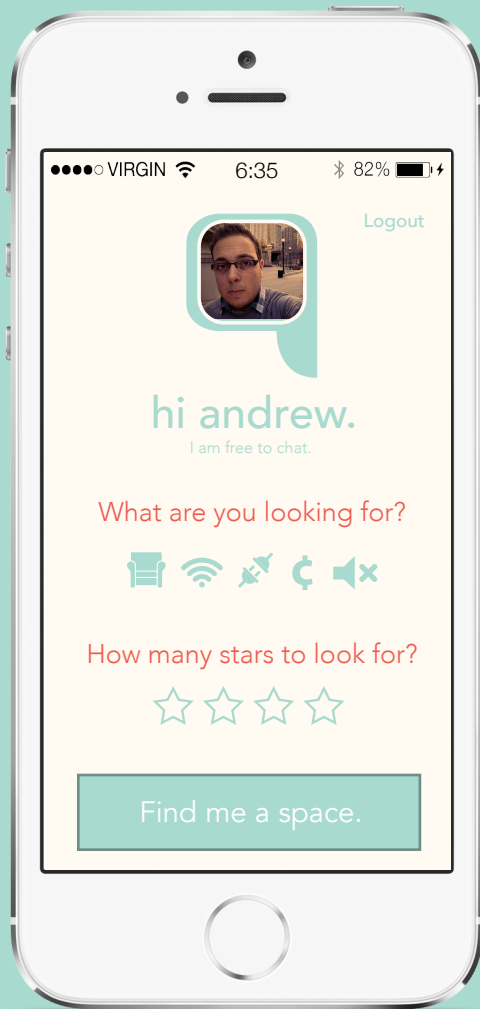 VIRGIN 6:35 82%
Logout
hi andrew.
I am free to chat.
What are you looking for?
¢
How many stars to look for?
Find me a space.